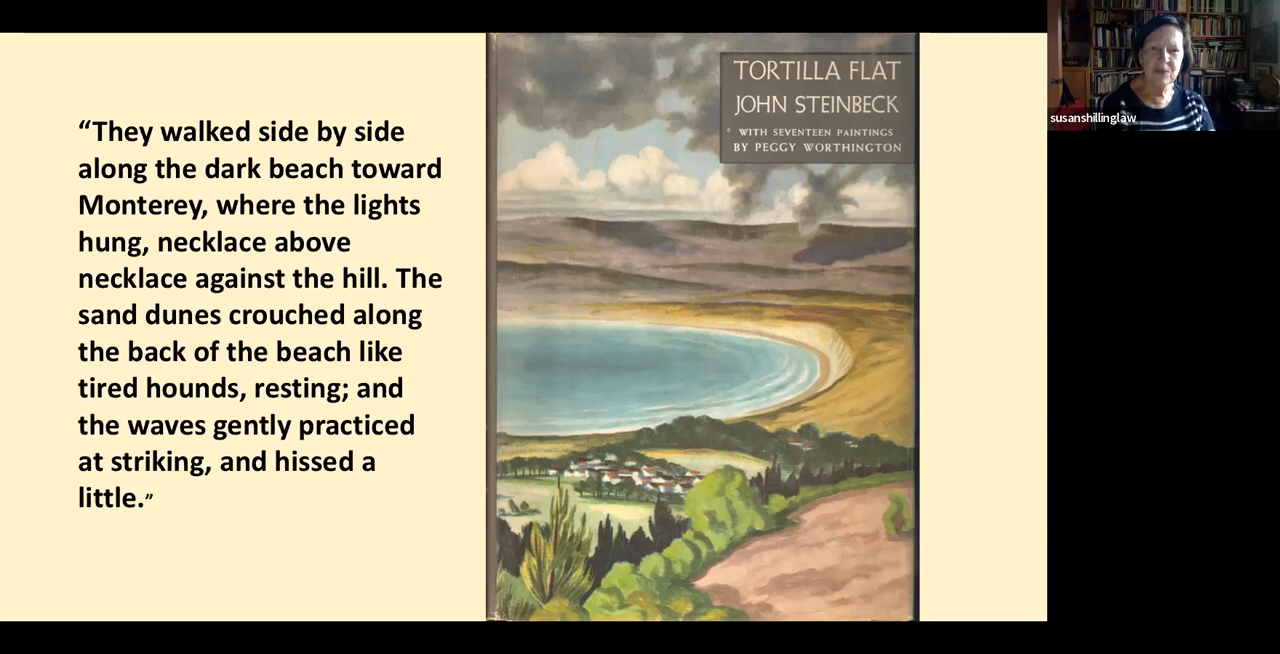 “They walked side by side
along the dark beach toward
Monterey, where the lights
hung, necklace above
necklace against the hill. The
sand dunes crouched along
the back of the beach like
tired hounds, resting; and
the waves gently practiced
at striking, and hissed a
little.”
TORTILLA FLAT
JOHN STEINBECK
WITH SEVENTEEN PAINTINGS
BY PEGGY WORTHINGTON
susanshillinglaw